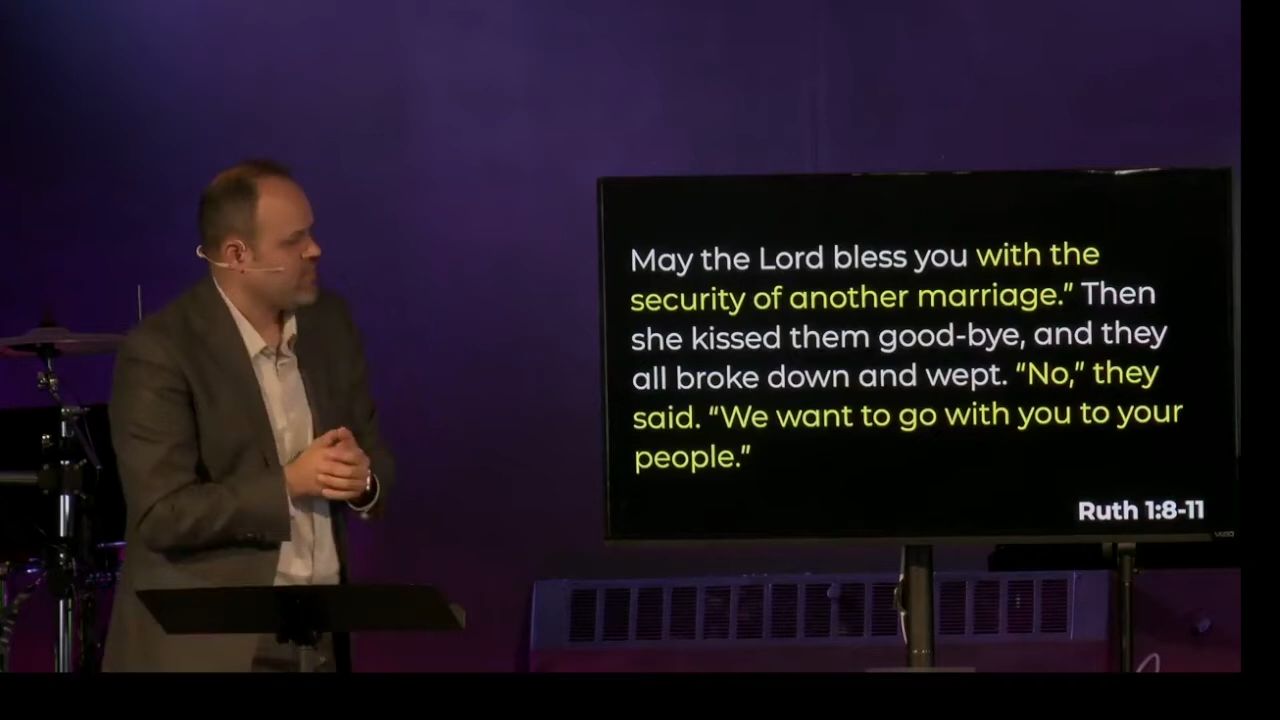 May the Lord bless you with the
security of another marriage.” Then
she kissed them good-bye, and they
all broke down and wept. “No,” they
said. “We want to go with you to your
people.”
Ruth 1:8-11
VIZIO